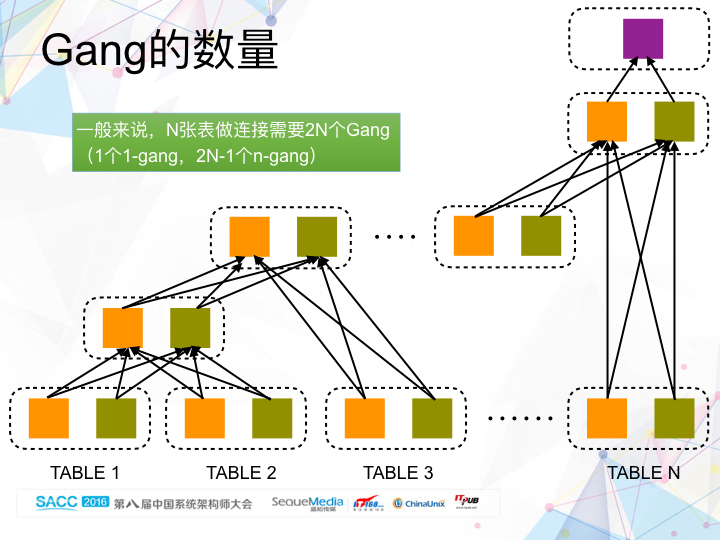 Gang的数量
一般来说，N张表做连接需要2N个Gang
（1个1-gang，2N-1个n-gang）
····
······
TABLE 1
TABLE 2
TABLE 3
TABLE N
SACC 2016 第八届中国系统架构师大会
SequeMedia
盛拓传媒
IT168.com
ChinaUnix
ITPUB